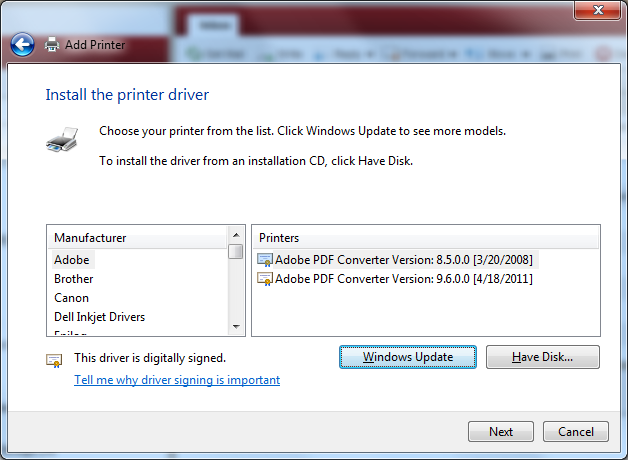 Add Printer
Install the printer driver
Choose your printer from the list. Click Windows Update to see more models.
To install the driver from an installation CD, click Have Disk.
Manufacturer
Adobe
Brother
Canon
Dell Inkjet Drivers
Printers
Adobe PDF Converter Version: 8.5.0.0 [3/20/2008]
Adobe PDF Converter Version: 9.6.0.0 [4/18/2011]
This driver is digitally signed.
Tell me why driver signing is important
Windows Update
Have Disk...
Next
Cancel